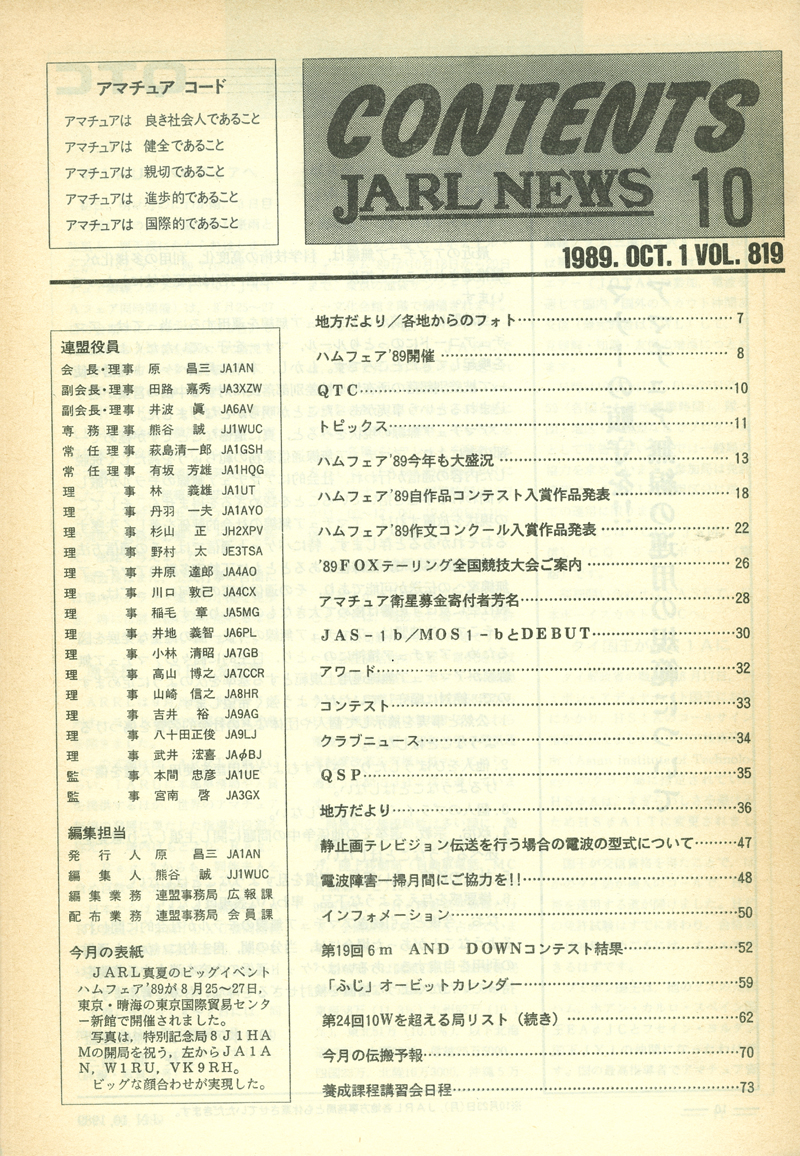 アマチュア コード
アマチュアは 良き社会人であること
アマチュアは 健全であること
アマチュアは 親切であること
アマチュアは 進歩的であること
アマチュアは 国際的であること
CONTENTS
JARL NEWS 10
1989. OCT. 1 VOL. 819
連盟役員
会長・理事 原 昌三 JA1AN
副会長・理事 田路 嘉秀 JA3XZW
副会長・理事 井波 眞 JA6AV
専務理事 熊谷 誠 JJ1WUC
常任理事 萩島清一郎 JA1GSH
常任理事 有坂 芳雄 JA1HQG
理事 林 義雄 JA1UT
理事 丹羽 一夫 JA1AYO
理事 杉山 正 JH2XPV
理事 野村 太 JE3TSA
理事 井原 達郎 JA4AO
理事 川口 敦己 JA4CX
理事 稲毛 章 JA5MG
理事 井地 義智 JA6PL
理事 小林 清昭 JA7GB
理事 高山 博之 JA7CCR
理事 山崎 信之 JA8HR
理事 吉井 裕 JA9AG
理事 八十田正俊 JA9LJ
理事 武井 浤喜 JAφBJ
監事 本間 忠彦 JA1UE
監事 宮南 啓 JA3GX
編集担当
発行人 原 昌三 JA1AN
編集人 熊谷 誠 JJ1WUC
編集業務 連盟事務局 広報課
配布業務 連盟事務局 会員課
今月の表紙
JARL真夏のビッグイベント
ハムフェア'89が8月25〜27日,
東京・晴海の東京国際貿易センタ
ー新館で開催されました。
写真は,特別記念局8J1HA
Mの開局を祝う,左からJA1A
N,W1RU,VK9RH。
ビッグな顔合わせが実現した。
地方だより／各地からのフォト……7
ハムフェア'89開催……8
QTC……10
トピックス……11
ハムフェア'89今年も大盛況……13
ハムフェア'89自作品コンテスト入賞作品発表……18
ハムフェア'89作文コンクール入賞作品発表……22
'89FOXテーリング全国競技大会ご案内……26
アマチュア衛星募金寄付者芳名……28
JAS-1b／MOS1-bとDEBUT……30
アワード……32
コンテスト……33
クラブニュース……34
QSP……35
地方だより……36
静止画テレビジョン伝送を行う場合の電波の型式について……47
電波障害一掃月間にご協力を!!……48
インフォメーション……50
第19回6m AND DOWNコンテスト結果……52
「ふじ」オービットカレンダー……59
第24回10Wを超える局リスト（続き）……62
今月の伝搬予報……70
養成課程講習会日程……73